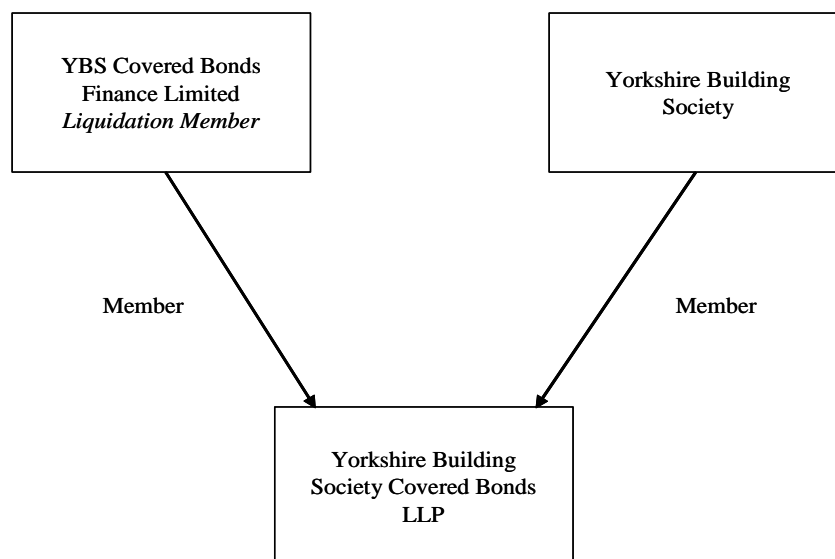 YBS Covered Bonds
Finance Limited
Liquidation Member
Yorkshire Building
Society
Member
Member
Yorkshire Building
Society Covered Bonds
LLP